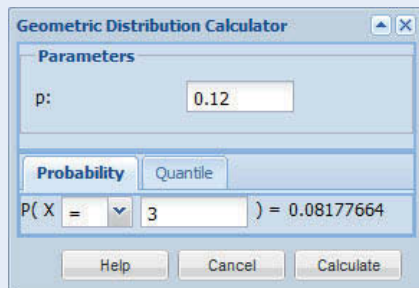 Geometric Distribution Calculator
Parameters
p: 0.12
Probability Quantile
P( X = 3 ) = 0.08177664
Help Cancel Calculate